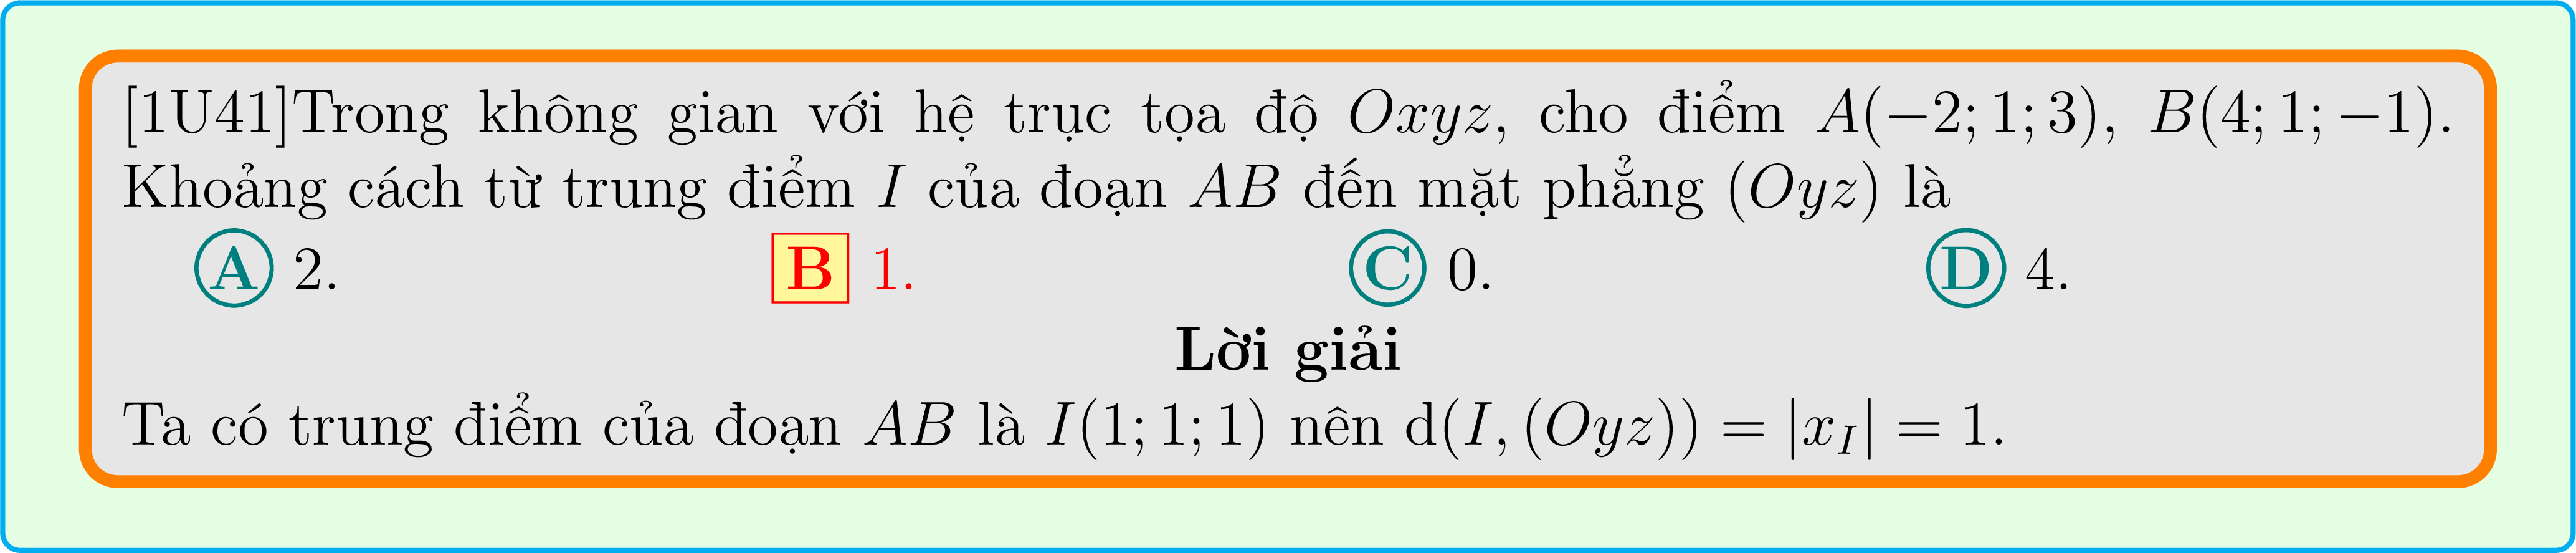 [1U41]Trong không gian với hệ trục tọa độ Oxyz, cho điểm A(−2; 1; 3), B(4; 1; −1).
Khoảng cách từ trung điểm I của đoạn AB đến mặt phẳng (Oyz) là
A 2. B 1. C 0. D 4.
Lời giải
Ta có trung điểm của đoạn AB là I(1; 1; 1) nên d(I, (Oyz)) = |x_I| = 1.